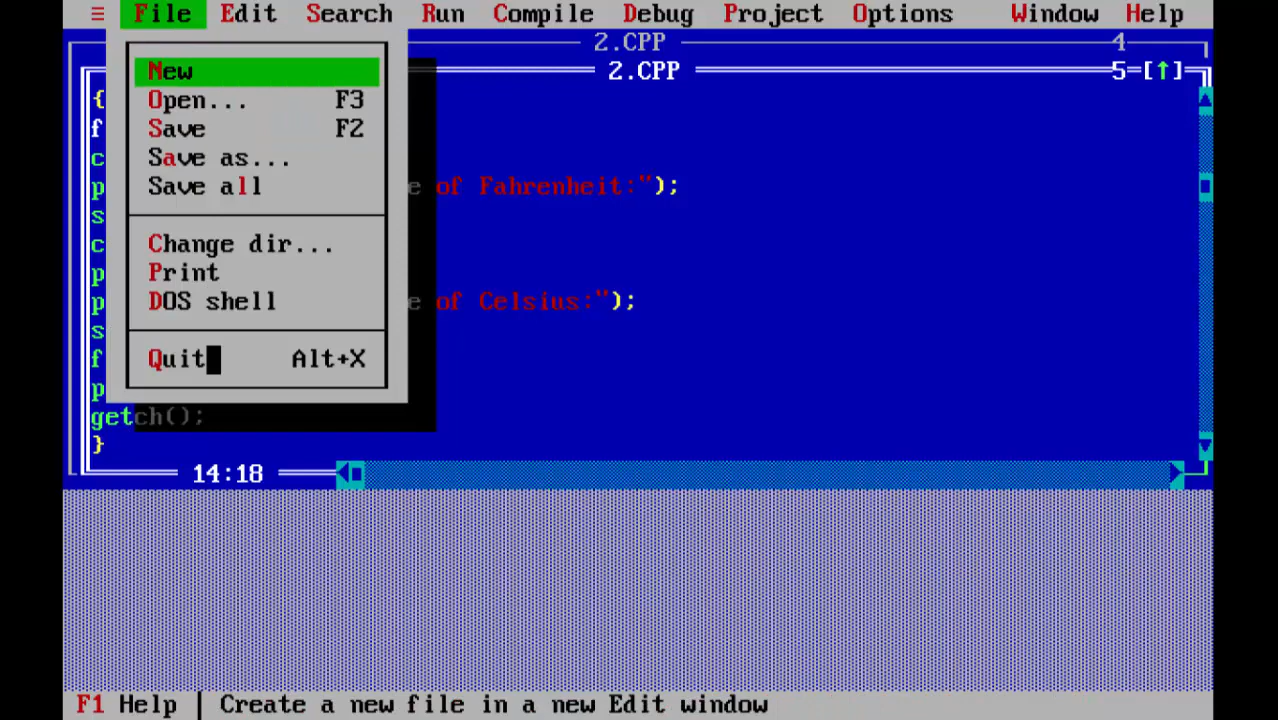 ≡ File Edit Search Run Compile Debug Project Options Window Help
2.CPP 4
2.CPP 5=[↑]
{ New
f Open... F3
Save F2
c Save as...
p Save all e of Fahrenheit:");
s
c Change dir...
p Print
p DOS shell e of Celsius:");
s
f Quit Alt+X
p
getch();
}
14:18
F1 Help | Create a new file in a new Edit window